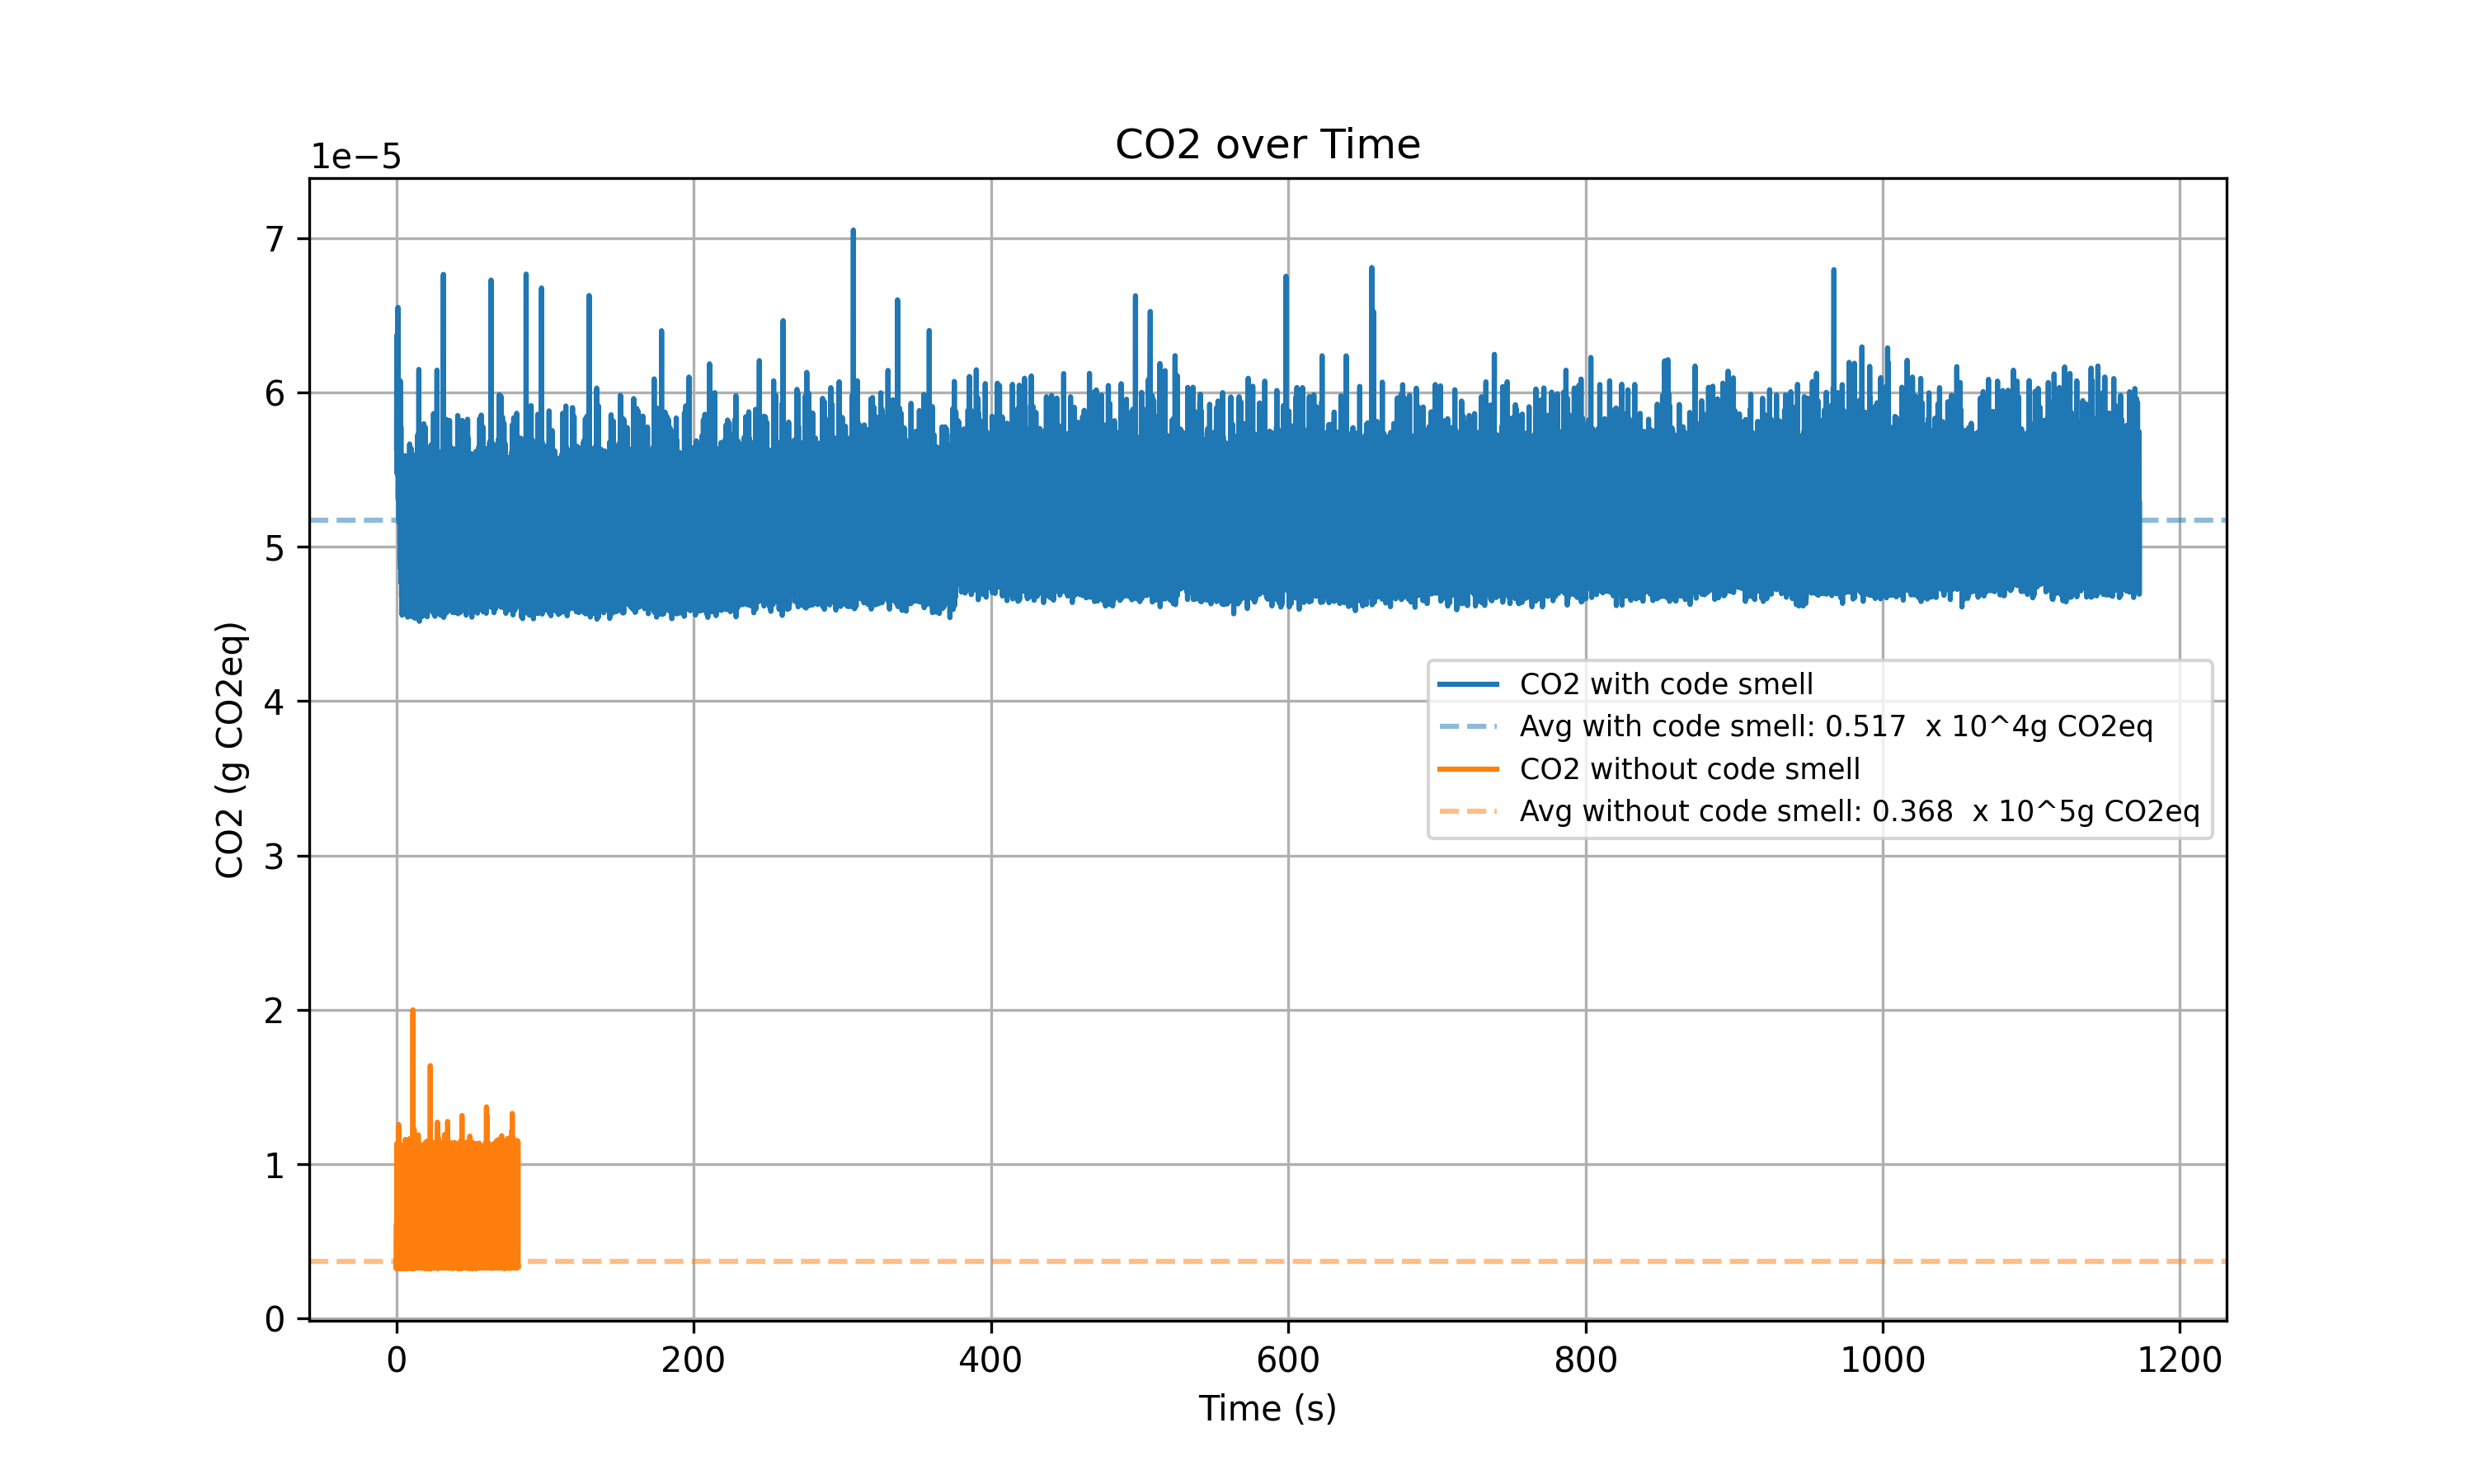 CO2 over Time
1e−5
7
6
5
4
3
2
1
0
CO2 (g CO2eq)
CO2 with code smell
Avg with code smell: 0.517  x 10^4g CO2eq
CO2 without code smell
Avg without code smell: 0.368  x 10^5g CO2eq
0 200 400 600 800 1000 1200
Time (s)